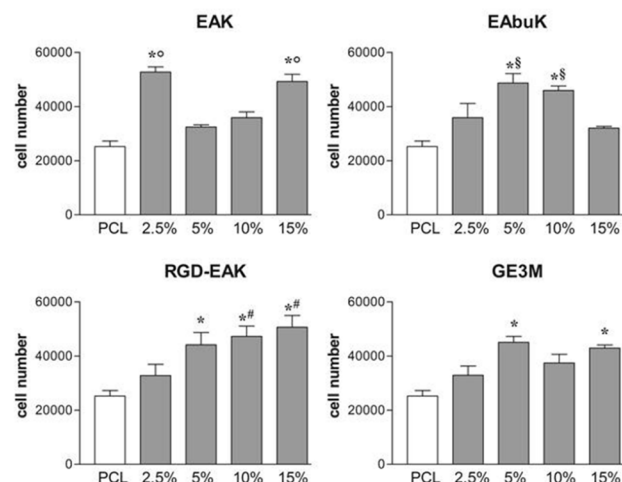 EAK
EAbuK
60000
*°
*°
40000
20000
0
cell number
PCL 2.5% 5% 10% 15%
60000
*§
*§
40000
20000
0
cell number
PCL 2.5% 5% 10% 15%
RGD-EAK
GE3M
60000
*
*#
*#
40000
20000
0
cell number
PCL 2.5% 5% 10% 15%
60000
*
*
40000
20000
0
cell number
PCL 2.5% 5% 10% 15%